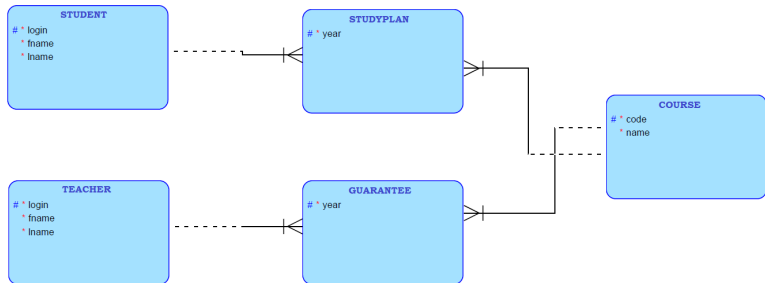 STUDENT
# * login
* fname
* lname
STUDYPLAN
# * year
COURSE
# * code
* name
TEACHER
# * login
* fname
* lname
GUARANTEE
# * year